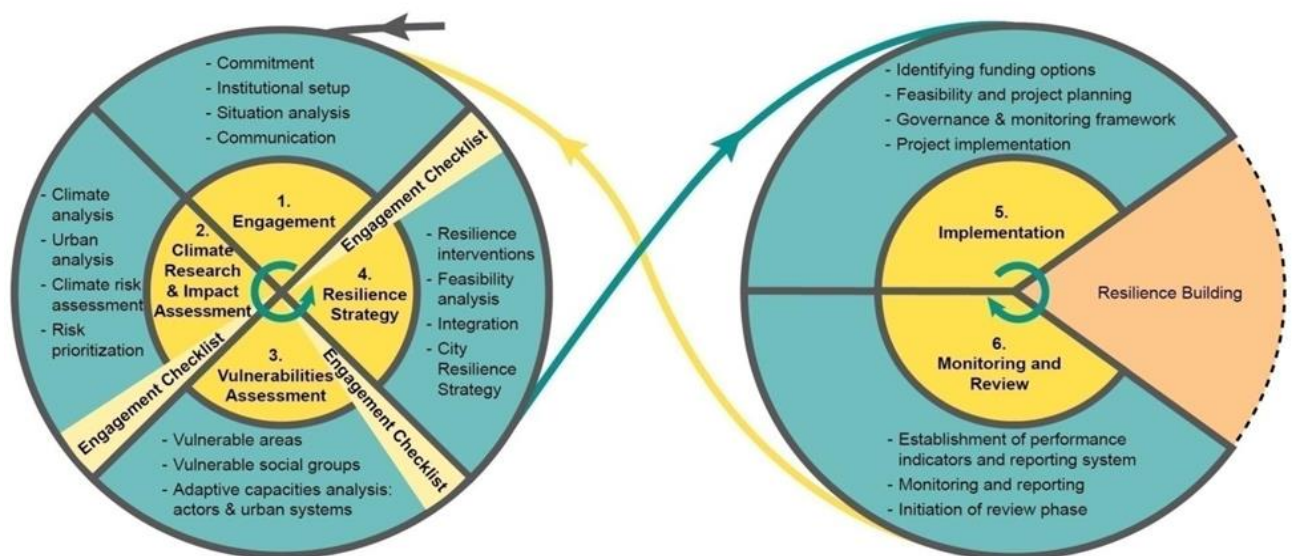 - Commitment
- Institutional setup
- Situation analysis
- Communication
1.
Engagement
Engagement Checklist
- Climate
analysis
- Urban
analysis
- Climate risk
assessment
- Risk
prioritization
2.
Climate
Research
& Impact
Assessment
Engagement Checklist
3.
Vulnerabilities
Assessment
- Vulnerable areas
- Vulnerable social groups
- Adaptive capacities analysis:
actors & urban systems
Engagement Checklist
4.
Resilience
Strategy
- Resilience
interventions
- Feasibility
analysis
- Integration
- City
Resilience
Strategy
- Identifying funding options
- Feasibility and project planning
- Governance & monitoring framework
- Project implementation
5.
Implementation
Resilience Building
6.
Monitoring and
Review
- Establishment of performance
indicators and reporting system
- Monitoring and reporting
- Initiation of review phase